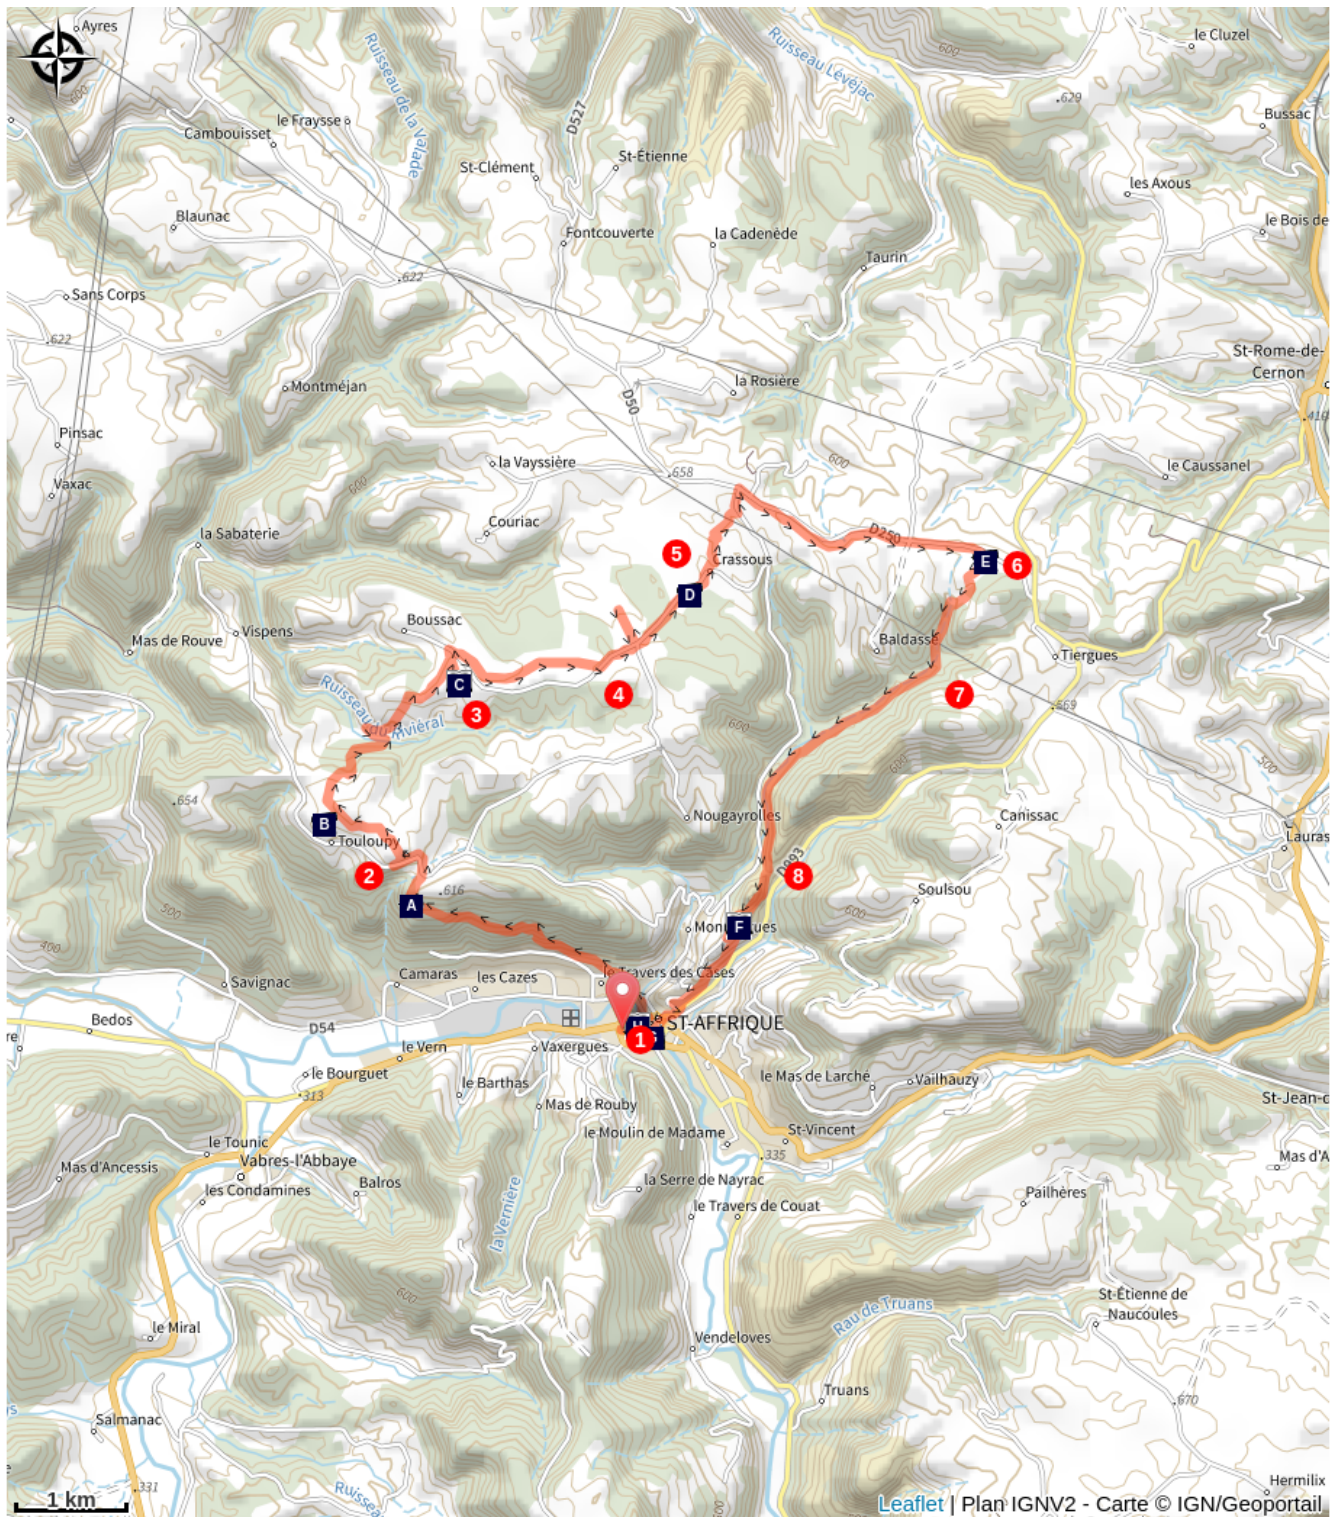 Ayres
le Cluzel
600
Ruisseau Lévéjac
Ruisseau de la Valade
600
629
Bussac
le Fraysse
D527
Cambouisset
St-Étienne
St-Clément
les Axous
Blaunac
le Bois de
Fontcouverte
la Cadenède
Taurin
622
Sans Corps
622
St-Rome-de-
Cernon
la Rosière
Montméjan
D50
416
Pinsac
la Vayssière
658
600
le Caussanel
Vaxac
600
Couriac
la Sabaterie
D250
5
Crassous
E
6
D
Boussac
Vispens
Mas de Rouve
Baldasse
Tiergues
C
Ruisseau du Riviéral
4
7
3
669
600
600
500
654
B
Nougayrolles
Canissac
Touloupy
Lauras
D993
2
8
616
Soulsou
A
500
600
400
F
le Travers des Cases
Camaras
les Cazes
Savignac
Bedos
D54
ST-AFFRIQUE
H
1
re
le Vern
Vaxergues
le Bourguet
le Barthas
le Mas de Larché
Vailhauzy
313
Mas de Rouby
St-Jean-d
le Moulin de Madame
St-Vincent
le Tounic
335
Mas d'A
Vabres-l'Abbaye
Mas d'Ancessis
Balros
la Serre de Nayrac
les Condamines
Pailhères
le Travers de Couat
la Vernière
600
St-Étienne de
Naucoules
Rau de Truans
le Miral
Vendeloves
Truans
670
Salmanac
331
Hermilix
Ruisse
500
1 km
Leaflet | Plan IGNV2 - Carte © IGN/Geoportail